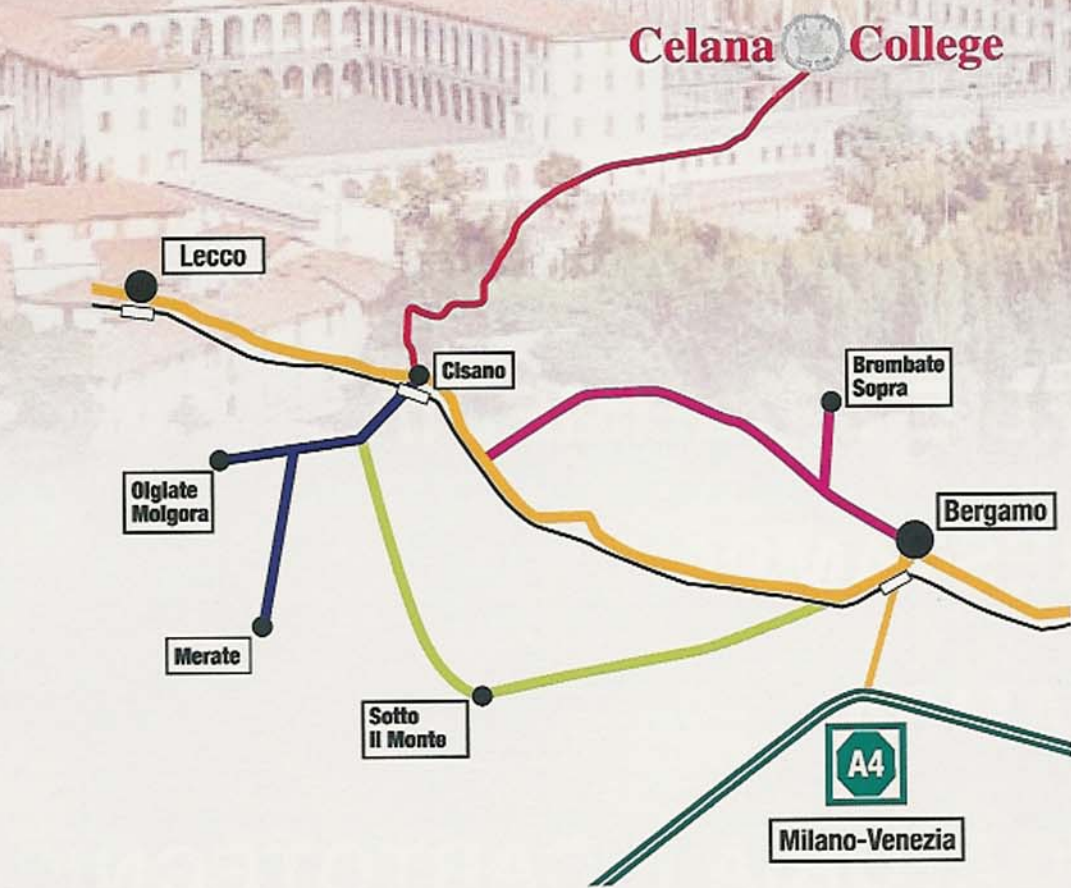 Celana College
Lecco
Cisano
Brembate
Sopra
Olgiate
Molgora
Bergamo
Merate
Sotto
Il Monte
A4
Milano-Venezia